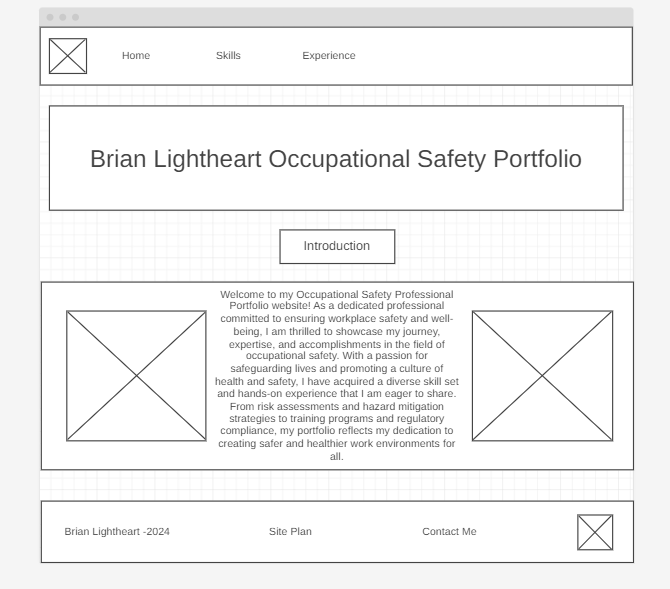 Home Skills Experience
Brian Lightheart Occupational Safety Portfolio
Introduction
Welcome to my Occupational Safety Professional
Portfolio website! As a dedicated professional
committed to ensuring workplace safety and well-
being, I am thrilled to showcase my journey,
expertise, and accomplishments in the field of
occupational safety. With a passion for
safeguarding lives and promoting a culture of
health and safety, I have acquired a diverse skill set
and hands-on experience that I am eager to share.
From risk assessments and hazard mitigation
strategies to training programs and regulatory
compliance, my portfolio reflects my dedication to
creating safer and healthier work environments for
all.
Brian Lightheart -2024 Site Plan Contact Me